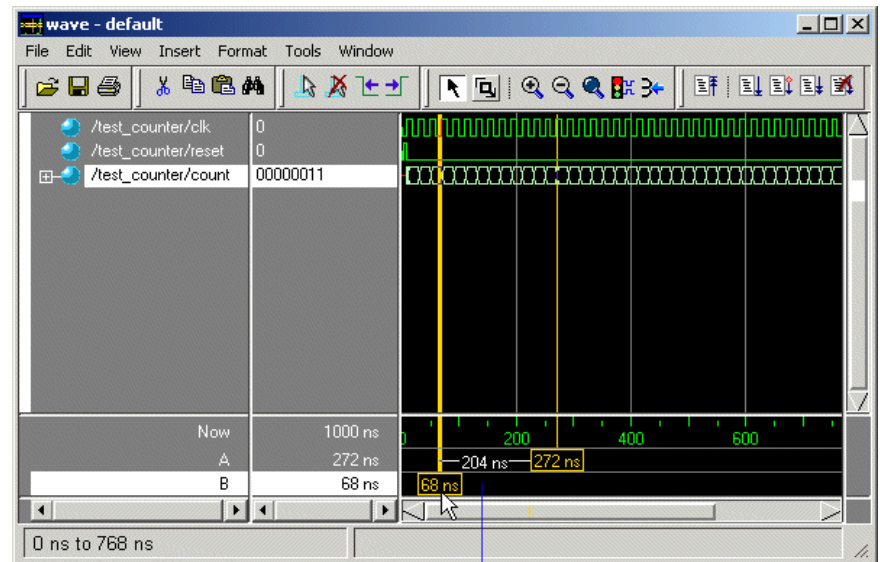 wave - default
File Edit View Insert Format Tools Window
/test_counter/clk 0
/test_counter/reset 0
/test_counter/count 00000011
Now 1000 ns 0 200 400 600
A 272 ns 204 ns 272 ns
B 68 ns 68 ns
0 ns to 768 ns